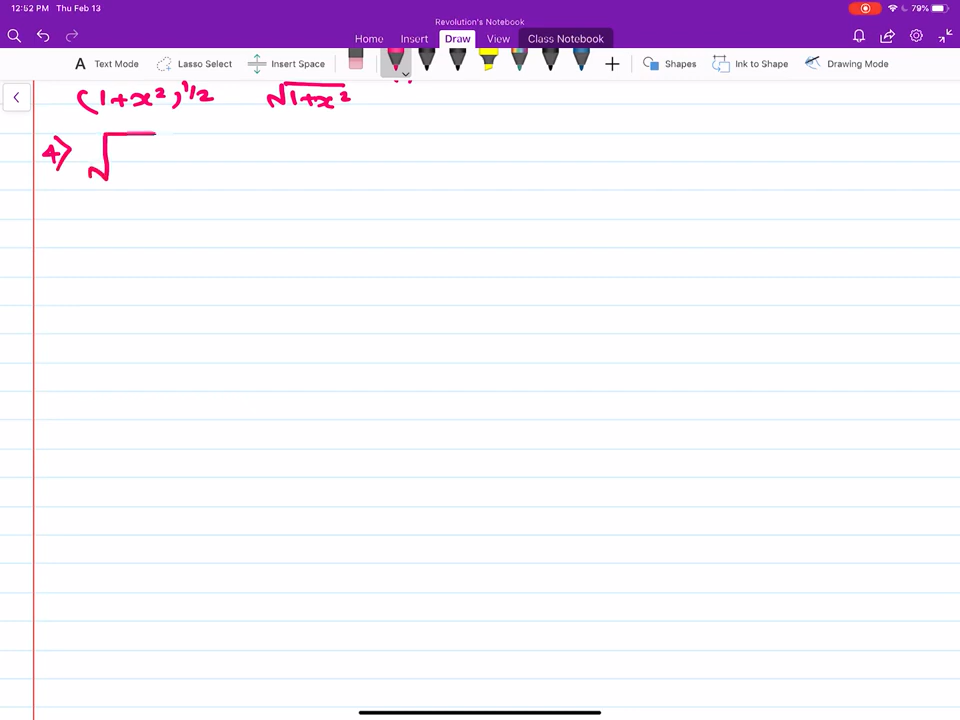 12:52 PM Thu Feb 13
79%
Revolution's Notebook
Home Insert Draw View Class Notebook
A Text Mode Lasso Select Insert Space + Shapes Ink to Shape Drawing Mode
(1+x²)^1/2 √1+x²
4) √